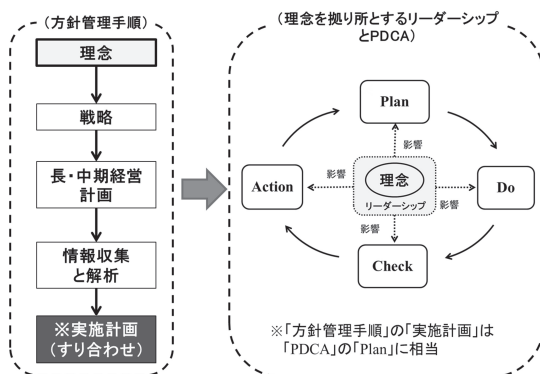 (方針管理手順)
理念
戦略
長・中期経営
計画
情報収集
と解析
※実施計画
(すり合わせ)
(理念を拠り所とするリーダーシップ
とPDCA)
Plan
影響
Action
影響
理念
リーダーシップ
影響
Do
影響
Check
※「方針管理手順」の「実施計画」は
「PDCA」の「Plan」に相当